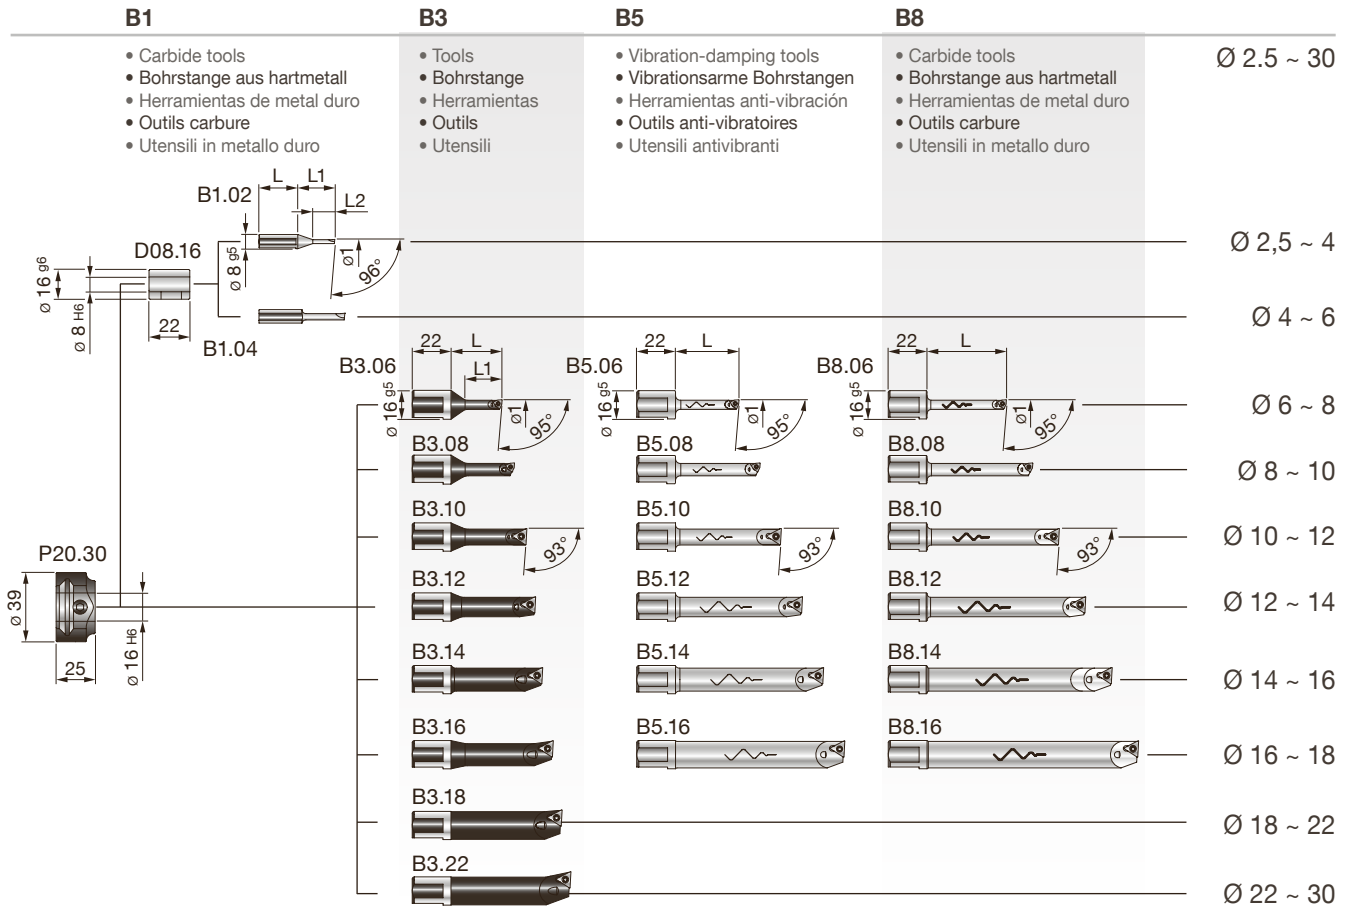 B1
B3
B5
B8
• Carbide tools
• Bohrstange aus hartmetall
• Herramientas de metal duro
• Outils carbure
• Utensili in metallo duro
• Tools
• Bohrstange
• Herramientas
• Outils
• Utensili
• Vibration-damping tools
• Vibrationsarme Bohrstangen
• Herramientas anti-vibración
• Outils anti-vibratoires
• Utensili antivibranti
• Carbide tools
• Bohrstange aus hartmetall
• Herramientas de metal duro
• Outils carbure
• Utensili in metallo duro
Ø 2.5 ~ 30
B1.02
L
L1
L2
Ø 8 g5
Ø1
96°
Ø 2,5 ~ 4
D08.16
Ø 16 g6
Ø 8 H6
22
B1.04
Ø 4 ~ 6
B3.06
22
L
L1
Ø 16 g5
Ø1
95°
B5.06
22
L
Ø 16 g5
Ø1
95°
B8.06
22
L
Ø 16 g5
Ø1
95°
Ø 6 ~ 8
B3.08
B5.08
B8.08
Ø 8 ~ 10
B3.10
93°
B5.10
93°
B8.10
93°
Ø 10 ~ 12
P20.30
Ø 39
25
Ø 16 H6
B3.12
B5.12
B8.12
Ø 12 ~ 14
B3.14
B5.14
B8.14
Ø 14 ~ 16
B3.16
B5.16
B8.16
Ø 16 ~ 18
B3.18
Ø 18 ~ 22
B3.22
Ø 22 ~ 30